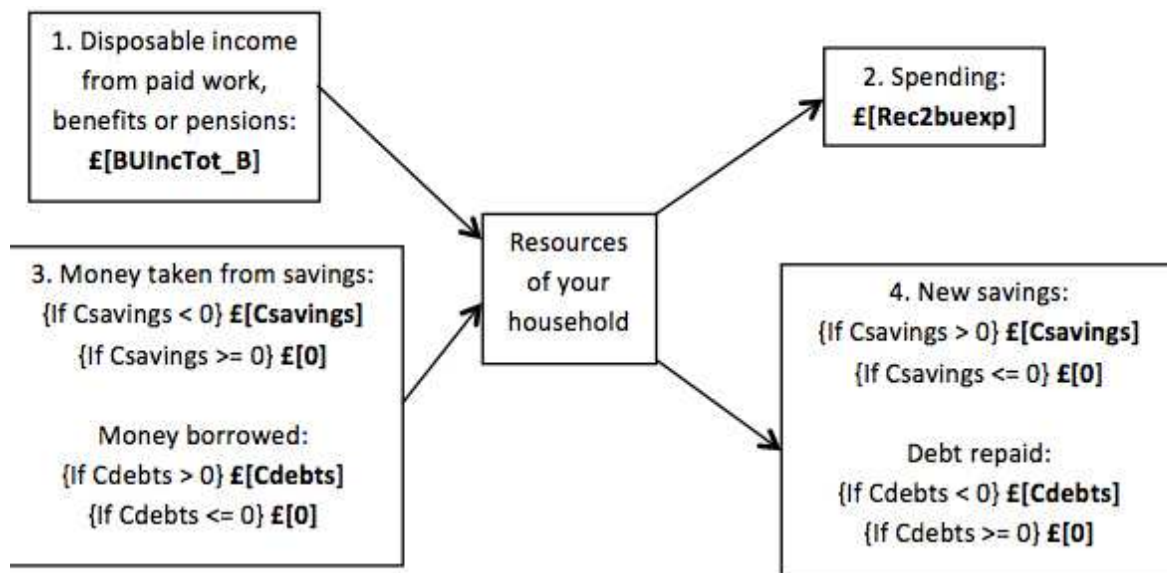 1. Disposable income
from paid work,
benefits or pensions:
£[BUIncTot_B]
2. Spending:
£[Rec2buexp]
Resources
of your
household
3. Money taken from savings:
{If Csavings < 0} £[Csavings]
{If Csavings >= 0} £[0]
Money borrowed:
{If Cdebts > 0} £[Cdebts]
{If Cdebts <= 0} £[0]
4. New savings:
{If Csavings > 0} £[Csavings]
{If Csavings <= 0} £[0]
Debt repaid:
{If Cdebts < 0} £[Cdebts]
{If Cdebts >= 0} £[0]